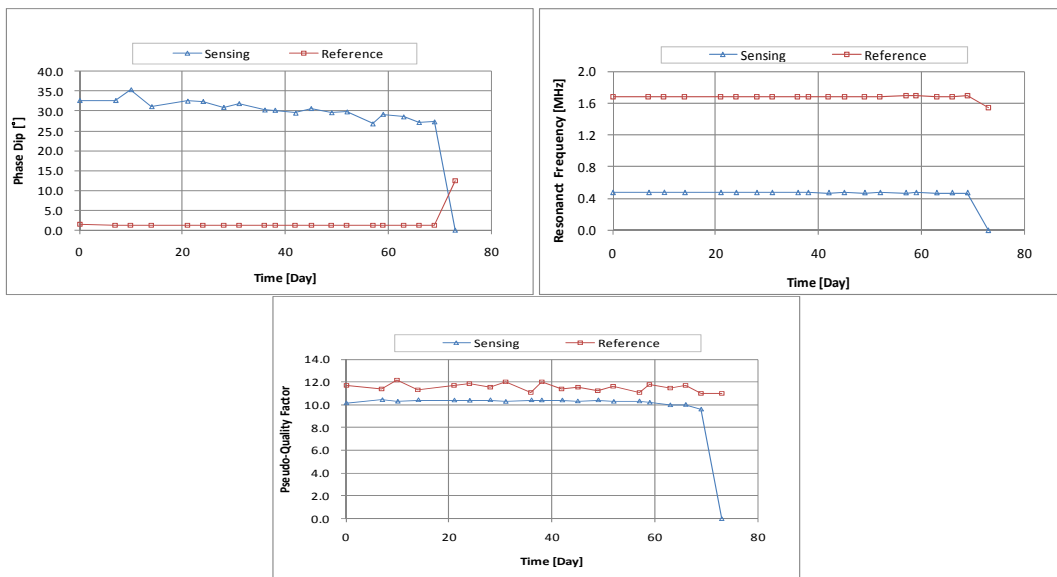 Sensing Reference
40.0
35.0
30.0
25.0
20.0
15.0
10.0
5.0
0.0
Phase Dip [°]
0 20 40 60 80
Time [Day]
Sensing Reference
2.0
1.6
1.2
0.8
0.4
0.0
Resonanct Frequency [MHz]
0 20 40 60 80
Time [Day]
Sensing Reference
14.0
12.0
10.0
8.0
6.0
4.0
2.0
0.0
Pseudo-Quality Factor
0 20 40 60 80
Time [Day]